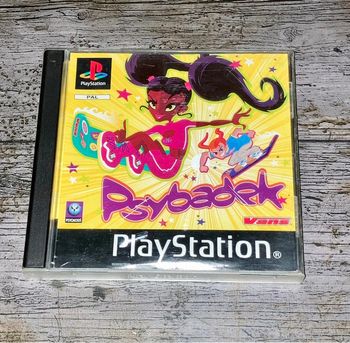 PlayStation
PAL
Psybadek
PSYGNOSIS
Vans
PlayStation®